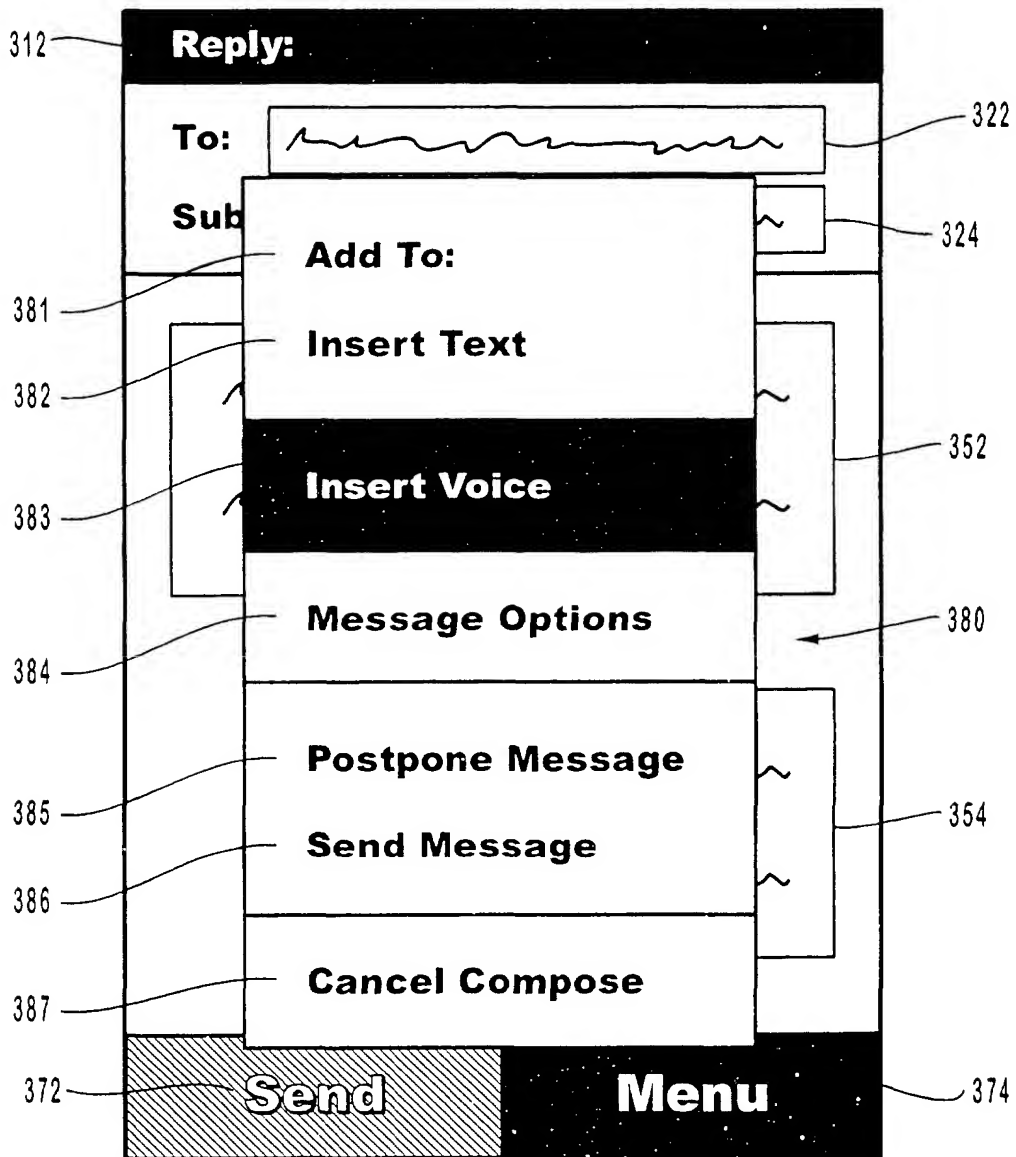 312 Reply:
To: 322
Sub 324
381 Add To:
382 Insert Text
383 Insert Voice 352
384 Message Options 380
385 Postpone Message
386 Send Message 354
387 Cancel Compose
372 Send Menu 374